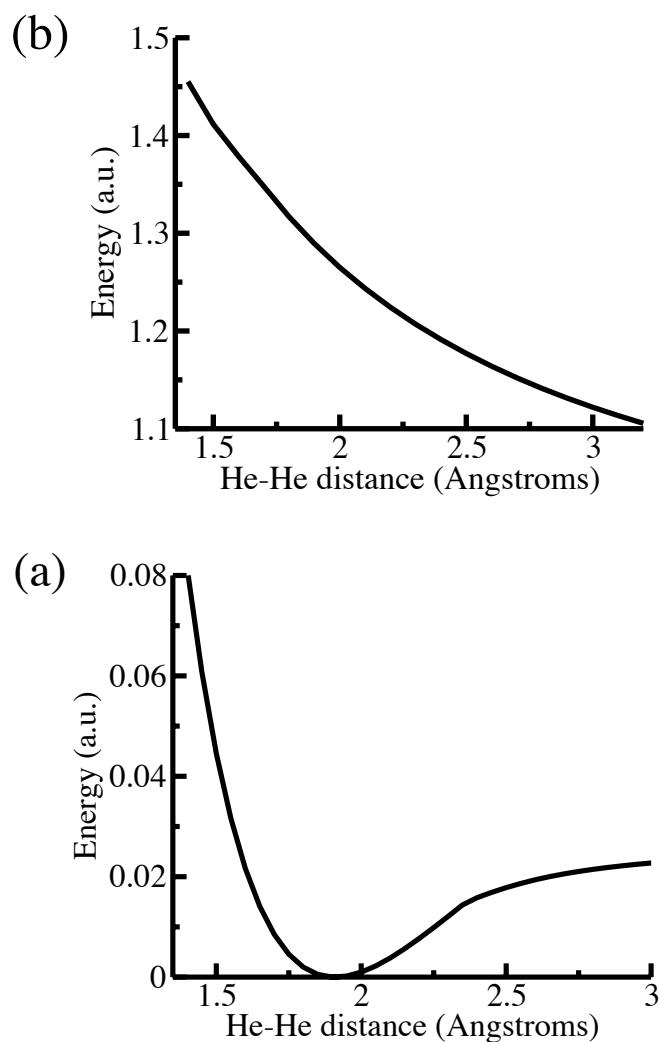 (b)
1.5
1.4
1.3
1.2
1.1
Energy (a.u.)
1.5 2 2.5 3
He-He distance (Angstroms)
(a)
0.08
0.06
0.04
0.02
0
Energy (a.u.)
1.5 2 2.5 3
He-He distance (Angstroms)